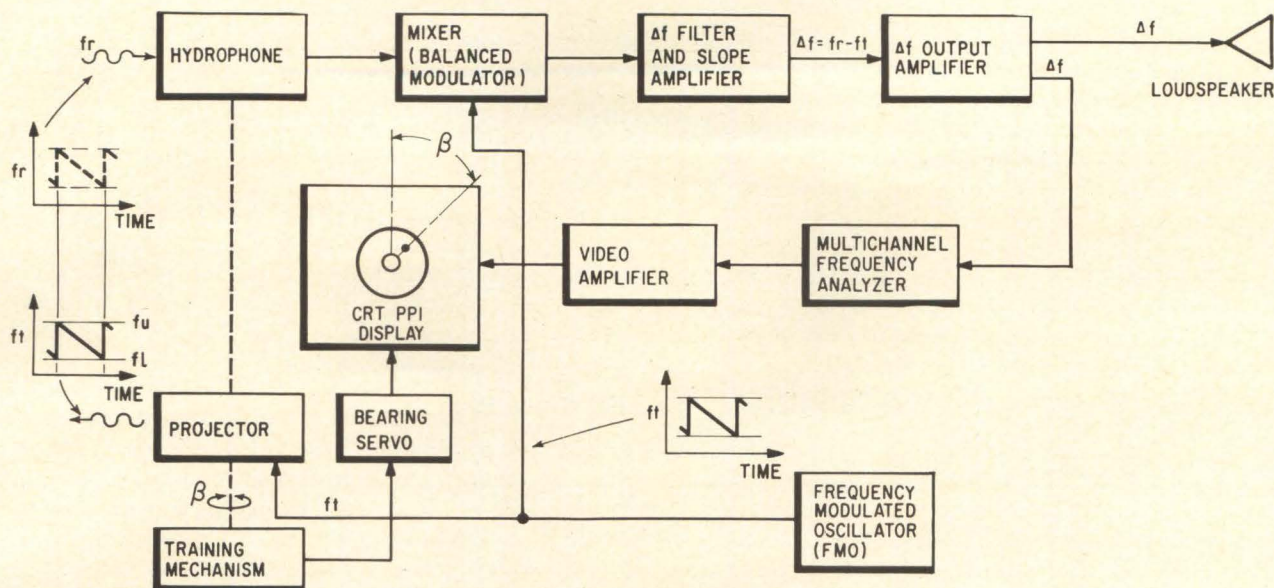 fr
HYDROPHONE
MIXER
(BALANCED
MODULATOR)
Δf FILTER
AND SLOPE
AMPLIFIER
Δf = fr-ft
Δf OUTPUT
AMPLIFIER
Δf
Δf
LOUDSPEAKER
fr
TIME
β
CRT PPI
DISPLAY
VIDEO
AMPLIFIER
MULTICHANNEL
FREQUENCY
ANALYZER
ft
fu
fl
TIME
PROJECTOR
BEARING
SERVO
ft
TIME
β
ft
TRAINING
MECHANISM
FREQUENCY
MODULATED
OSCILLATOR
(FMO)